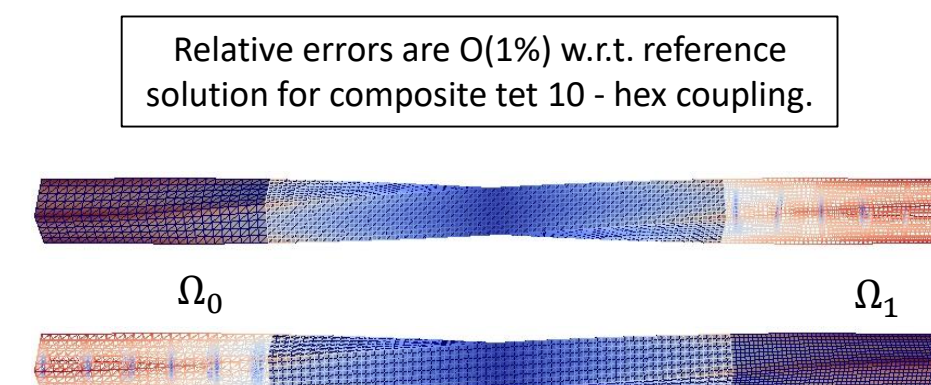 Relative errors are O(1%) w.r.t. reference
solution for composite tet 10 - hex coupling.
Ω₀
Ω₁